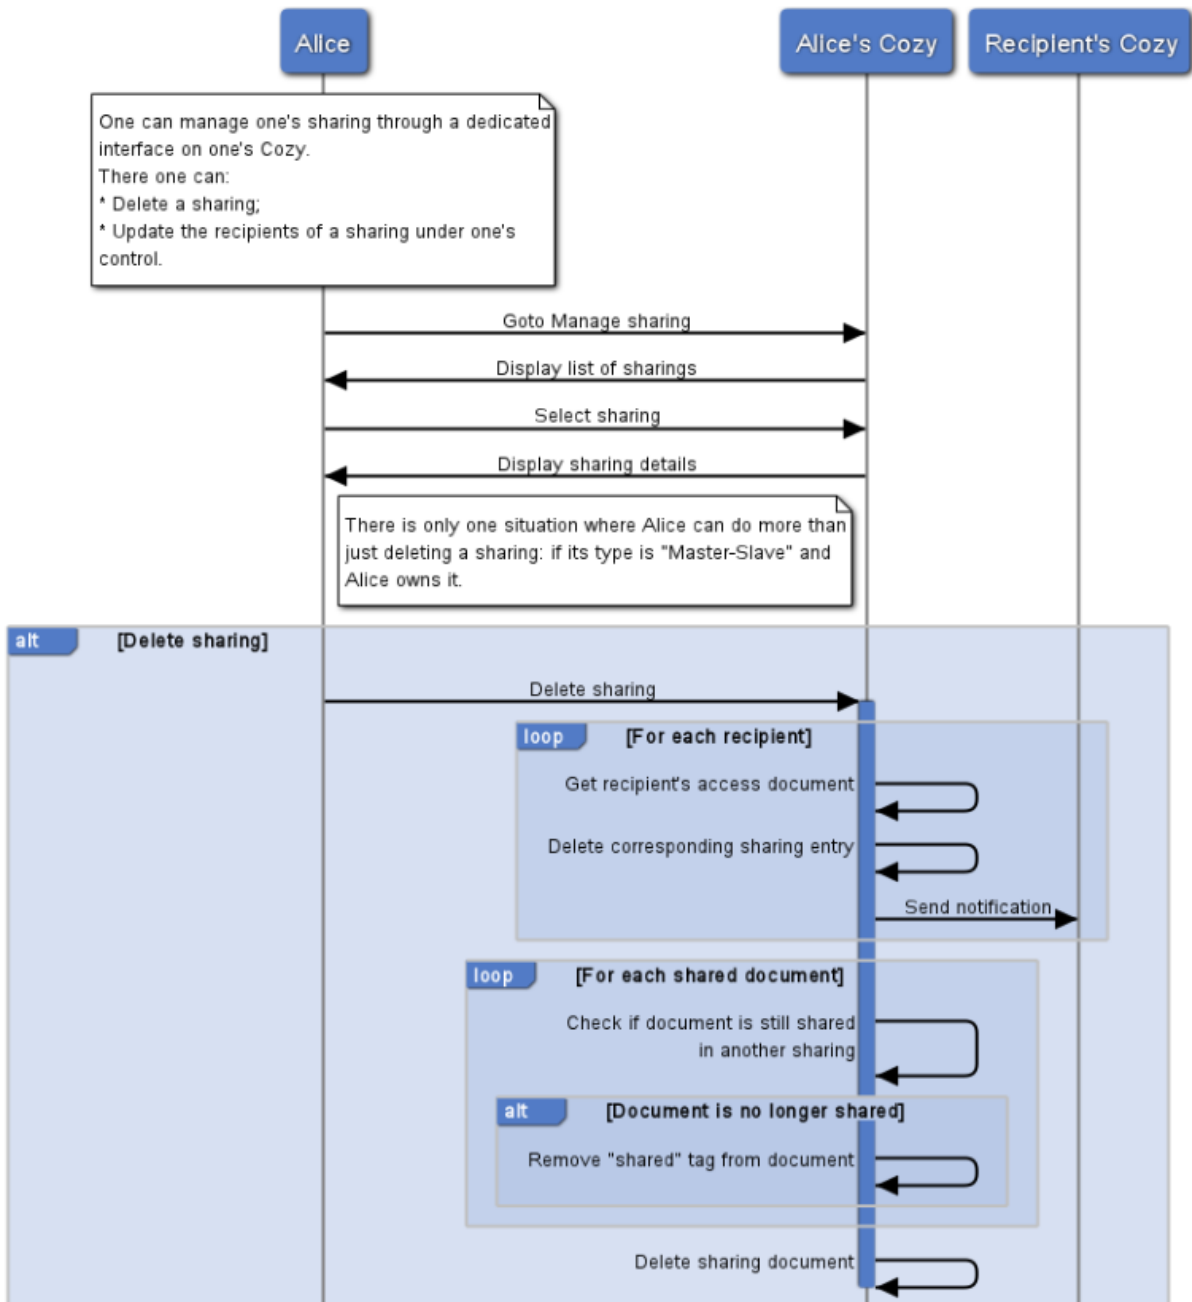 Alice
Alice's Cozy
Recipient's Cozy
One can manage one's sharing through a dedicated
interface on one's Cozy.
There one can:
* Delete a sharing;
* Update the recipients of a sharing under one's
control.
Goto Manage sharing
Display list of sharings
Select sharing
Display sharing details
There is only one situation where Alice can do more than
just deleting a sharing: if its type is "Master-Slave" and
Alice owns it.
alt [Delete sharing]
Delete sharing
loop [For each recipient]
Get recipient's access document
Delete corresponding sharing entry
Send notification
loop [For each shared document]
Check if document is still shared
in another sharing
alt [Document is no longer shared]
Remove "shared" tag from document
Delete sharing document